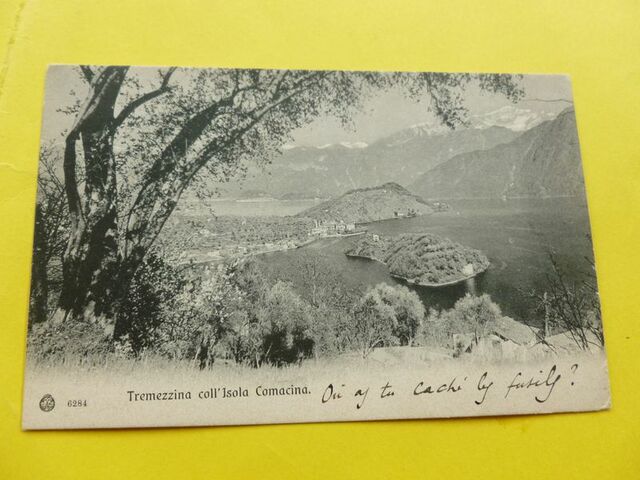 Tremezzina coll'Isola Comacina. Où as tu caché les fusils ?
6284